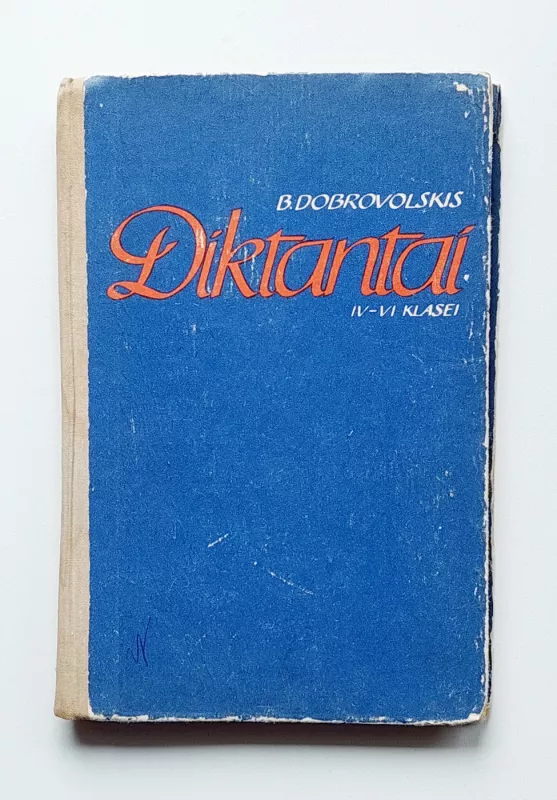 B. DOBROVOLSKIS
Diktantai
IV-VI KLASEI